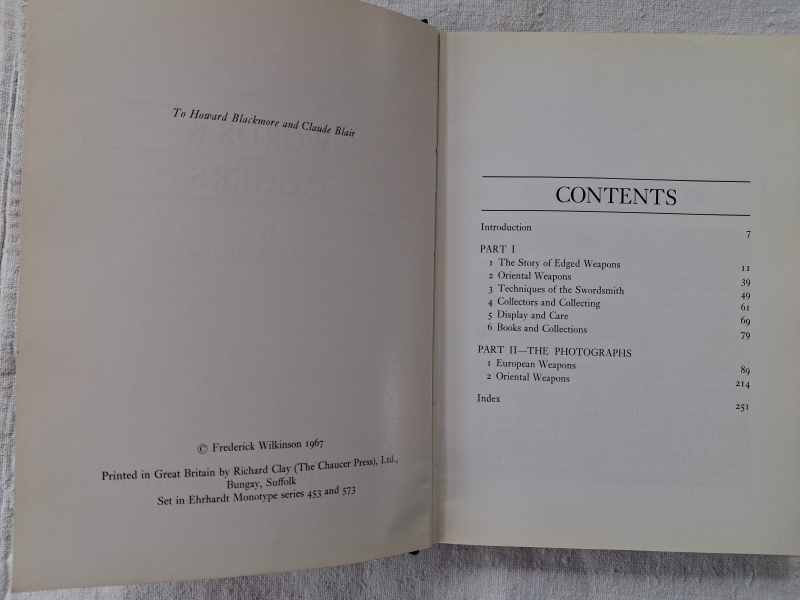 To Howard Blackmore and Claude Blair
© Frederick Wilkinson 1967
Printed in Great Britain by Richard Clay (The Chaucer Press), Ltd.,
Bungay, Suffolk
Set in Ehrhardt Monotype series 453 and 573
CONTENTS
Introduction 7
PART I
1 The Story of Edged Weapons 11
2 Oriental Weapons 39
3 Techniques of the Swordsmith 49
4 Collectors and Collecting 61
5 Display and Care 69
6 Books and Collections 79
PART II—THE PHOTOGRAPHS
1 European Weapons 89
2 Oriental Weapons 214
Index 251